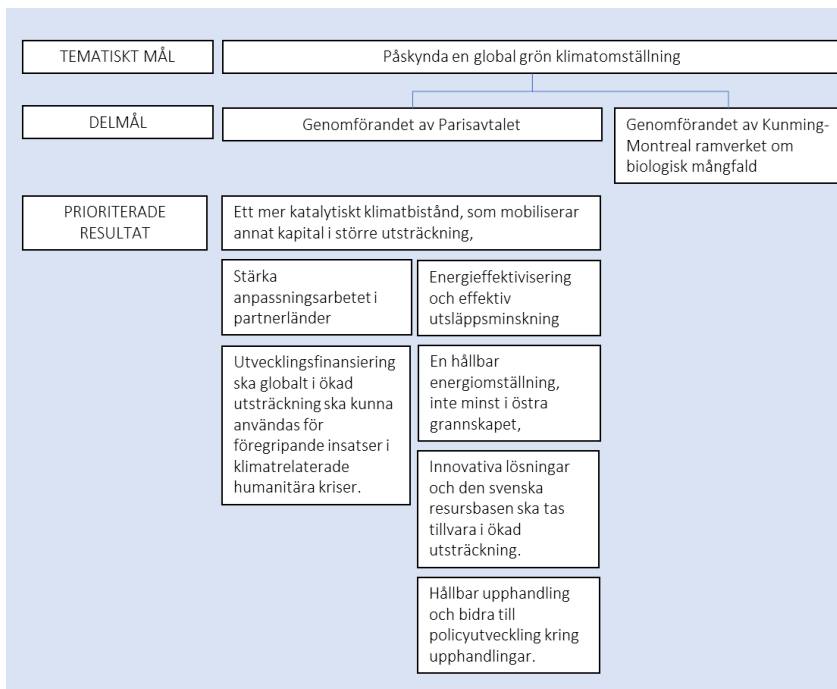 TEMATISKT MÅL
Påskynda en global grön klimatomställning
DELMÅL
Genomförandet av Parisavtalet
Genomförandet av Kunming-
Montreal ramverket om
biologisk mångfald
PRIORITERADE
RESULTAT
Ett mer katalytiskt klimatbistånd, som mobiliserar
annat kapital i större utsträckning,
Stärka
anpassningsarbetet i
partnerländer
Energieffektivisering
och effektiv
utsläppsminskning
Utvecklingsfinansiering
ska globalt i ökad
utsträckning ska kunna
användas för
föregripande insatser i
klimatrelaterade
humanitära kriser.
En hållbar
energiomställning,
inte minst i östra
grannskapet,
Innovativa lösningar
och den svenska
resursbasen ska tas
tillvara i ökad
utsträckning.
Hållbar upphandling
och bidra till
policyutveckling kring
upphandlingar.